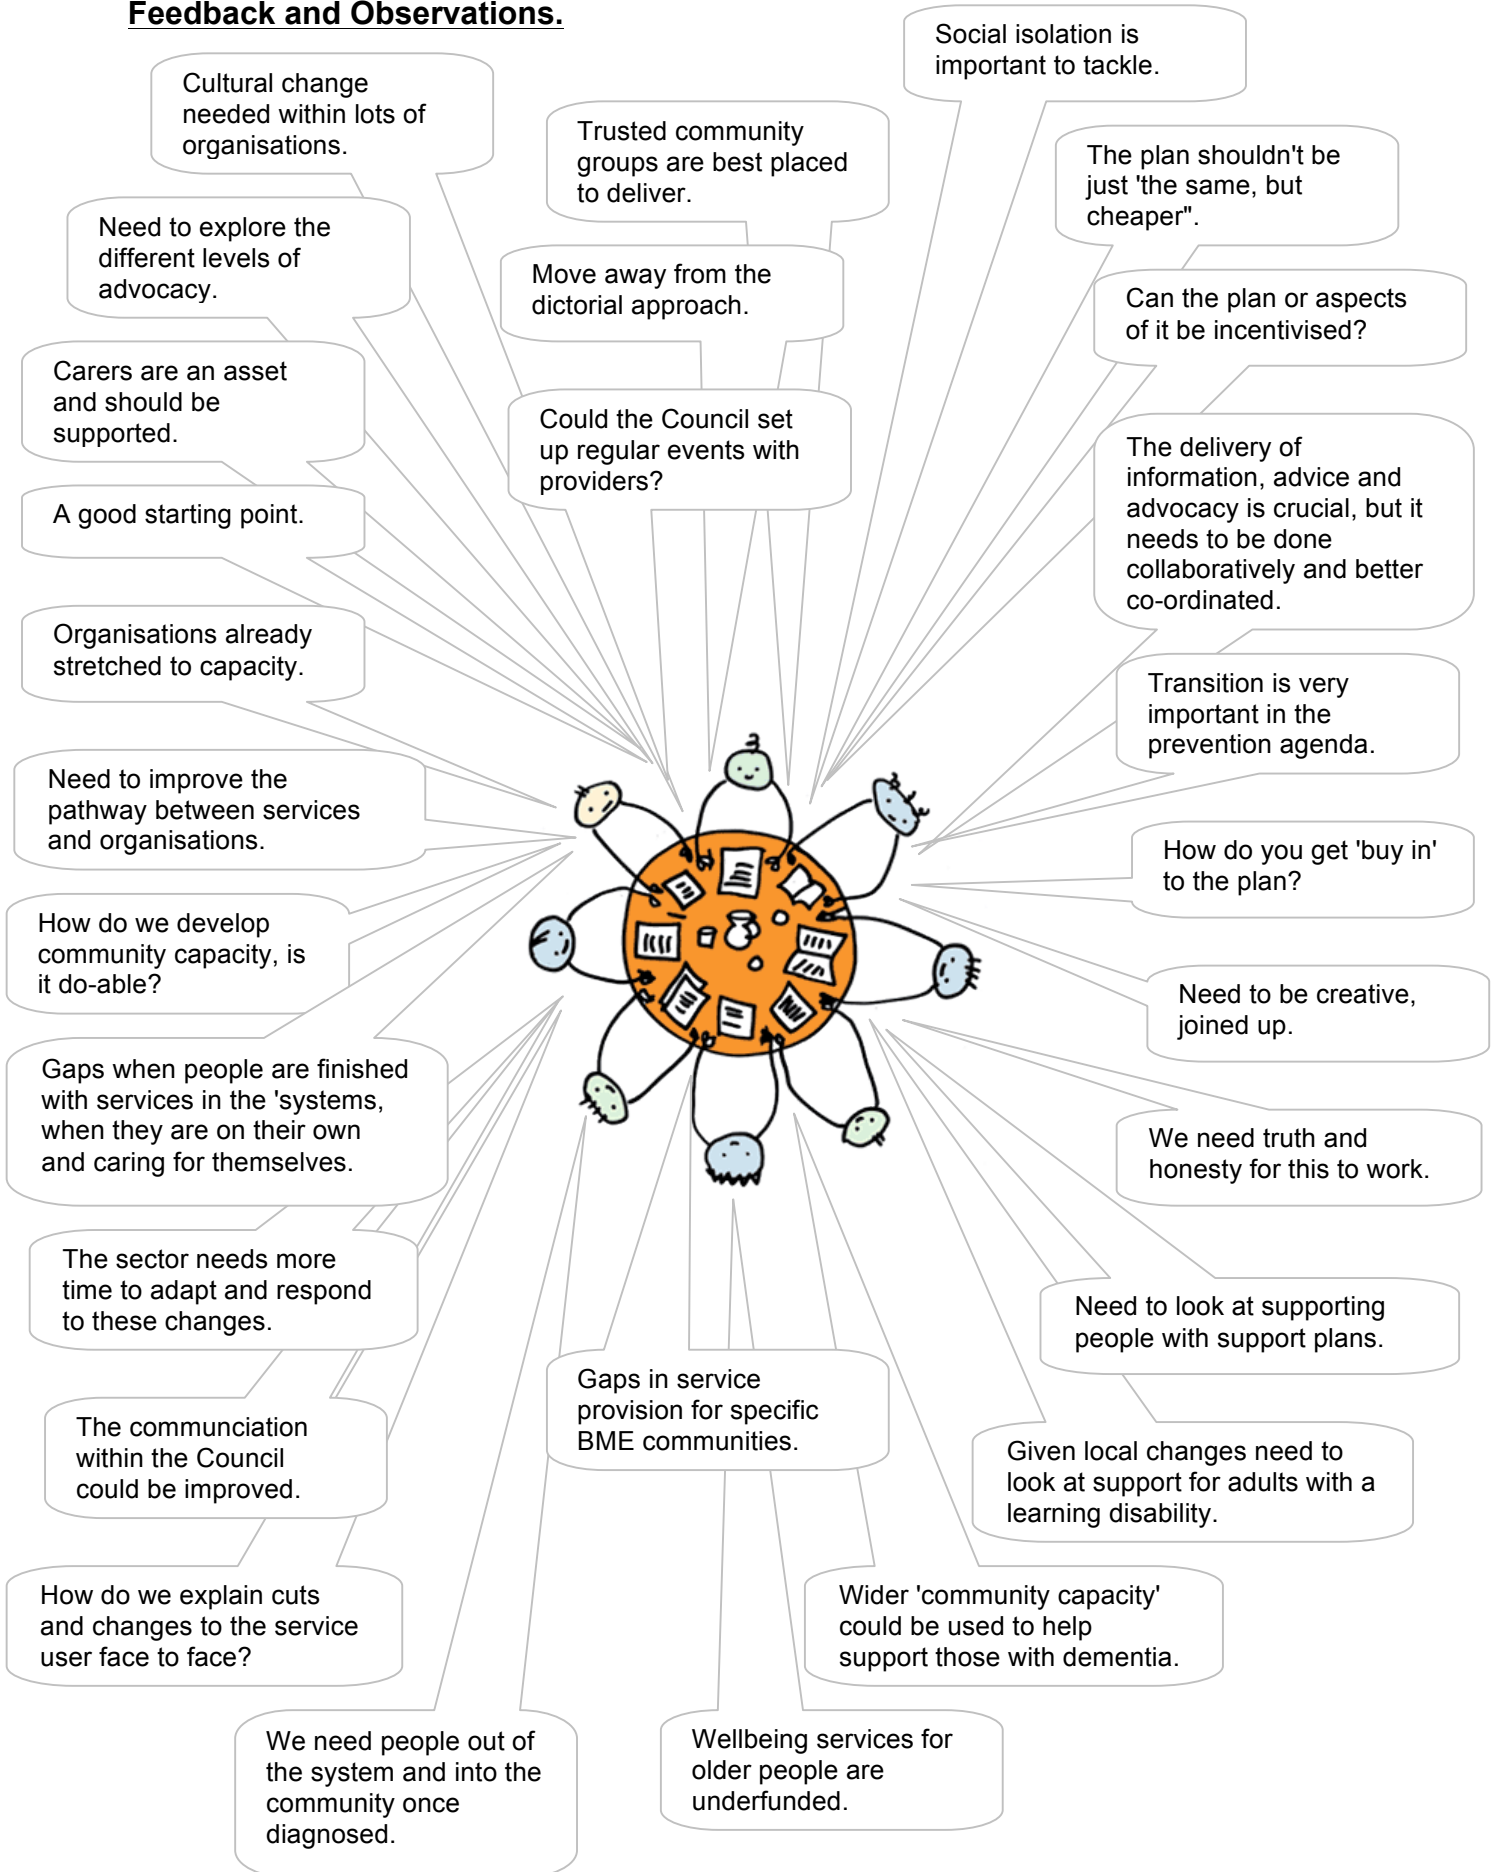 Feedback and Observations.
Social isolation is
important to tackle.
Cultural change
needed within lots of
organisations.
Trusted community
groups are best placed
to deliver.
The plan shouldn't be
just 'the same, but
cheaper".
Need to explore the
different levels of
advocacy.
Move away from the
dictorial approach.
Can the plan or aspects
of it be incentivised?
Carers are an asset
and should be
supported.
Could the Council set
up regular events with
providers?
The delivery of
information, advice and
advocacy is crucial, but it
needs to be done
collaboratively and better
co-ordinated.
A good starting point.
Organisations already
stretched to capacity.
Transition is very
important in the
prevention agenda.
Need to improve the
pathway between services
and organisations.
How do you get 'buy in'
to the plan?
How do we develop
community capacity, is
it do-able?
Need to be creative,
joined up.
Gaps when people are finished
with services in the 'systems,
when they are on their own
and caring for themselves.
We need truth and
honesty for this to work.
The sector needs more
time to adapt and respond
to these changes.
Need to look at supporting
people with support plans.
Gaps in service
provision for specific
BME communities.
The communciation
within the Council
could be improved.
Given local changes need to
look at support for adults with a
learning disability.
How do we explain cuts
and changes to the service
user face to face?
Wider 'community capacity'
could be used to help
support those with dementia.
We need people out of
the system and into the
community once
diagnosed.
Wellbeing services for
older people are
underfunded.